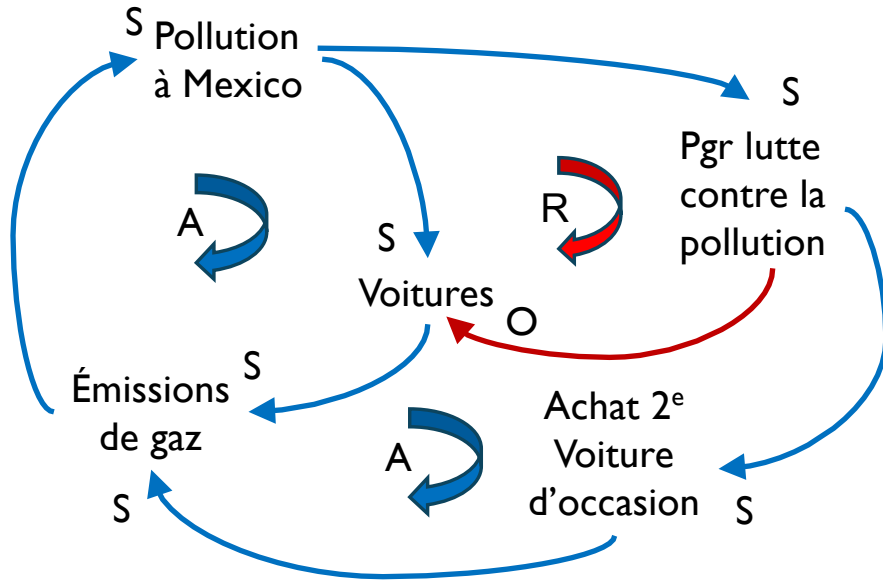 S
Pollution
à Mexico
S
Pgr lutte
contre la
pollution
A
R
S
Voitures
O
S
Émissions
de gaz
A
Achat 2e
Voiture
d'occasion
S
S